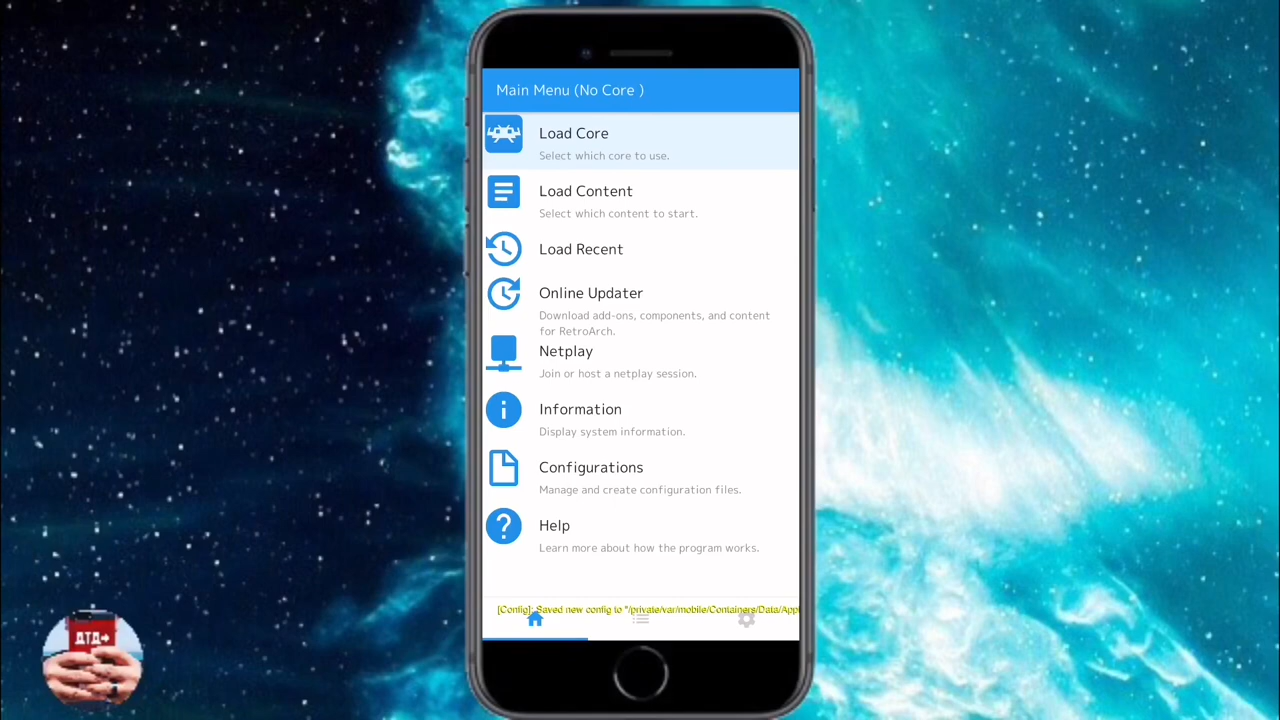 Main Menu (No Core )
Load Core
Select which core to use.
Load Content
Select which content to start.
Load Recent
Online Updater
Download add-ons, components, and content
for RetroArch.
Netplay
Join or host a netplay session.
Information
Display system information.
Configurations
Manage and create configuration files.
Help
Learn more about how the program works.
[Config]: Saved new config to "/private/var/mobile/Containers/Data/Appl
ДТД